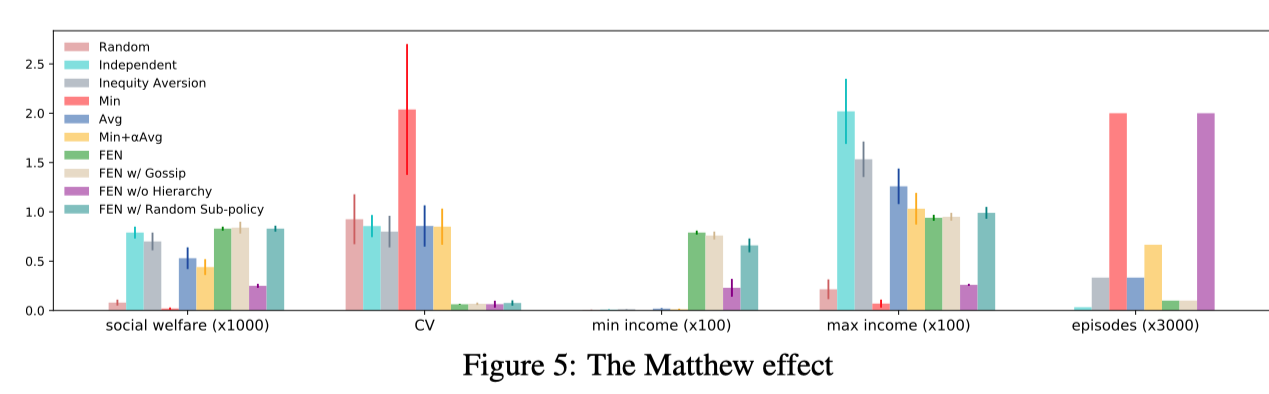 2.5
2.0
1.5
1.0
0.5
0.0
Random
Independent
Inequity Aversion
Min
Avg
Min+αAvg
FEN
FEN w/ Gossip
FEN w/o Hierarchy
FEN w/ Random Sub-policy
social welfare (x1000) CV min income (x100) max income (x100) episodes (x3000)
Figure 5: The Matthew effect